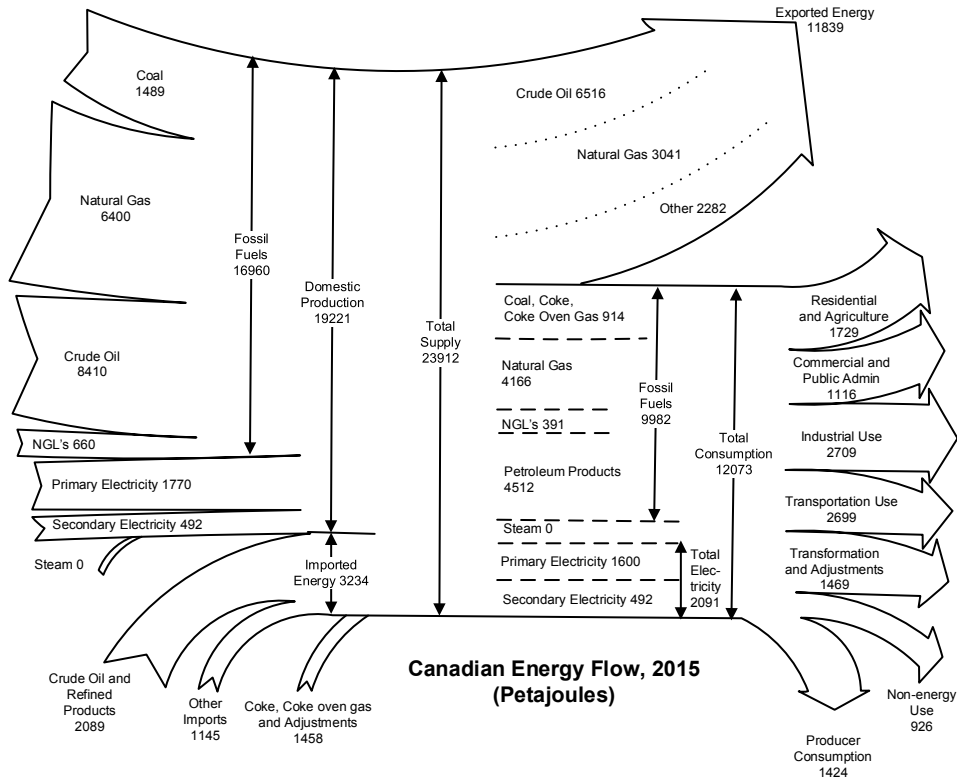 Exported Energy
11839
Coal
1489
Crude Oil 6516
Natural Gas 3041
Natural Gas
6400
Other 2282
Fossil
Fuels
16960
Domestic
Production
19221
Total
Supply
23912
Coal, Coke,
Coke Oven Gas 914
Residential
and Agriculture
1729
Crude Oil
8410
Natural Gas
4166
Fossil
Fuels
9982
Commercial and
Public Admin
1116
NGL's 391
Total
Consumption
12073
NGL's 660
Industrial Use
2709
Petroleum Products
4512
Primary Electricity 1770
Transportation Use
2699
Secondary Electricity 492
Steam 0
Steam 0
Imported
Energy 3234
Primary Electricity 1600
Total
Elec-
tricity
2091
Transformation
and Adjustments
1469
Secondary Electricity 492
Canadian Energy Flow, 2015
(Petajoules)
Crude Oil and
Refined
Products
2089
Other
Imports
1145
Coke, Coke oven gas
and Adjustments
1458
Non-energy
Use
926
Producer
Consumption
1424